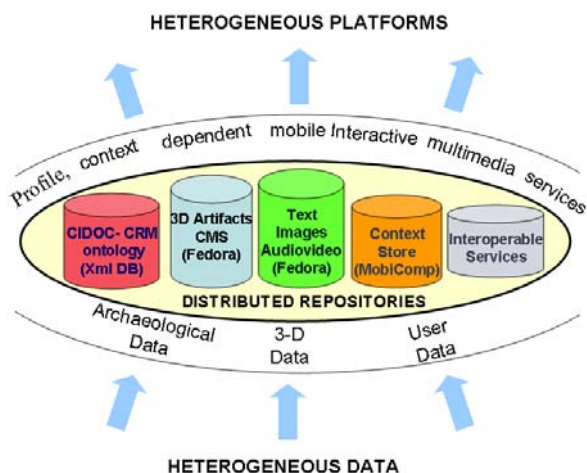 HETEROGENEOUS PLATFORMS
Profile, context dependent mobile Interactive multimedia services
CIDOC- CRM
ontology
(Xml DB)
3D Artifacts
CMS
(Fedora)
Text
Images
Audiovideo
(Fedora)
Context
Store
(MobiComp)
Interoperable
Services
DISTRIBUTED REPOSITORIES
Archaeological
Data
3-D
Data
User
Data
HETEROGENEOUS DATA